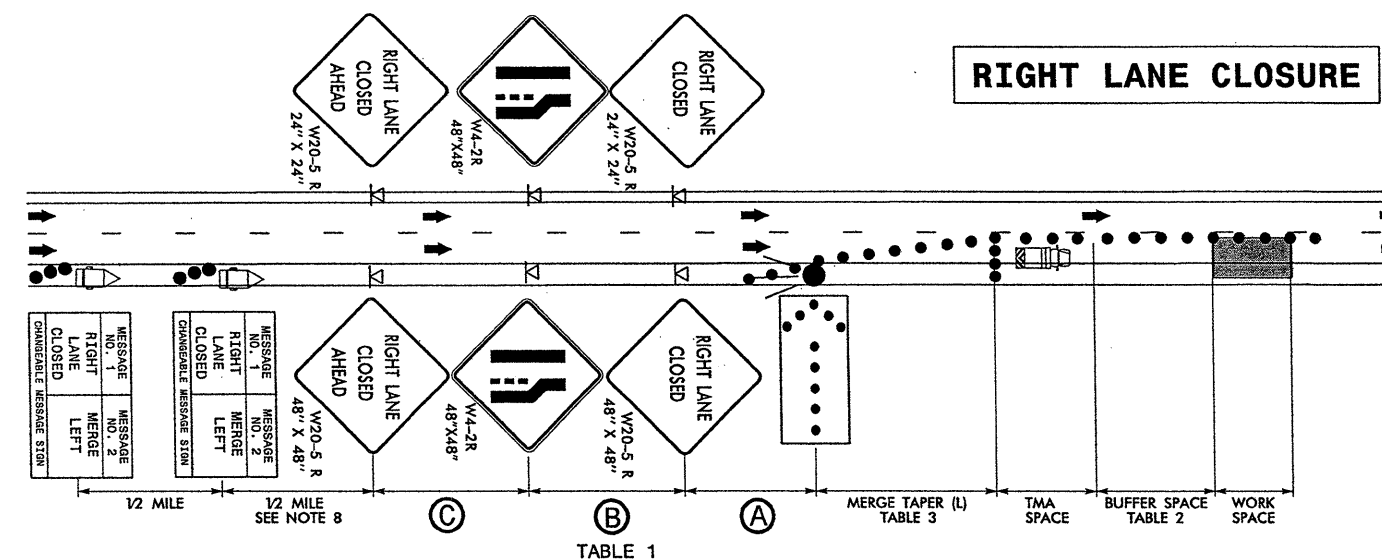 RIGHT LANE CLOSURE
RIGHT LANE
CLOSED
AHEAD
W20-5 R
24" X 24"
W4-2R
48"X48"
RIGHT LANE
CLOSED
W20-5 R
24" X 24"
MESSAGE
NO. 1
RIGHT
LANE
CLOSED
MESSAGE
NO. 2
MERGE
LEFT
CHANGEABLE MESSAGE SIGN
MESSAGE
NO. 1
RIGHT
LANE
CLOSED
MESSAGE
NO. 2
MERGE
LEFT
CHANGEABLE MESSAGE SIGN
RIGHT LANE
CLOSED
AHEAD
W20-5 R
48" X 48"
W4-2R
48"X48"
RIGHT LANE
CLOSED
W20-5 R
48" X 48"
1/2 MILE
1/2 MILE
SEE NOTE 8
C
B
A
MERGE TAPER (L)
TABLE 3
TMA
SPACE
BUFFER SPACE
TABLE 2
WORK
SPACE
TABLE 1